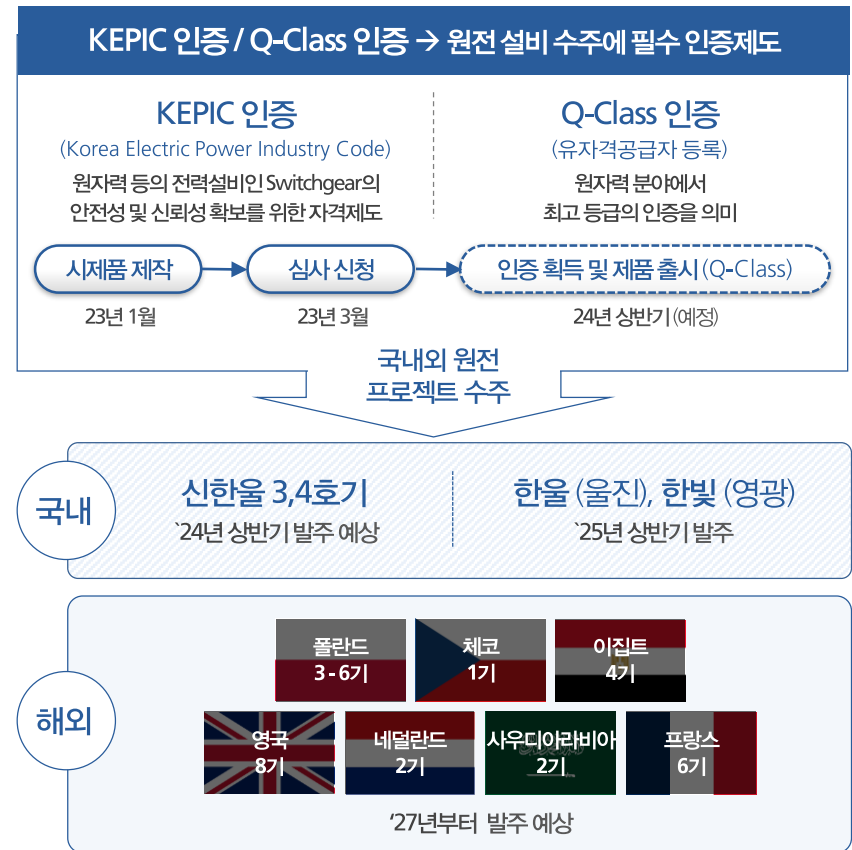 KEPIC 인증 / Q-Class 인증 → 원전 설비 수주에 필수 인증제도
KEPIC 인증
(Korea Electric Power Industry Code)
원자력 등의 전력설비인 Switchgear의
안전성 및 신뢰성 확보를 위한 자격제도
Q-Class 인증
(유자격공급자 등록)
원자력 분야에서
최고 등급의 인증을 의미
시제품 제작
심사 신청
인증 획득 및 제품 출시 (Q-Class)
23년 1월
23년 3월
24년 상반기 (예정)
국내외 원전
프로젝트 수주
국내
신한울 3,4호기
`24년 상반기 발주 예상
한울 (울진), 한빛 (영광)
`25년 상반기 발주
해외
폴란드
3 - 6기
체코
1기
이집트
4기
영국
8기
네덜란드
2기
사우디아라비아
2기
프랑스
6기
‘27년부터 발주 예상